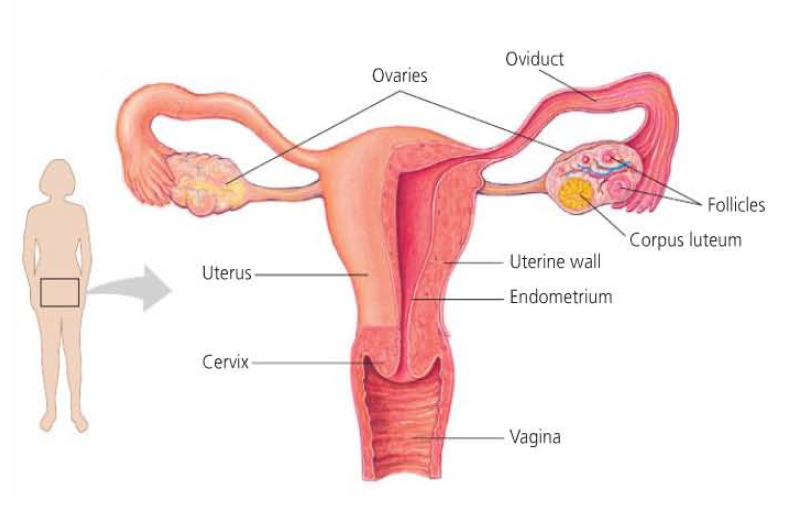 Oviduct
Ovaries
Follicles
Corpus luteum
Uterine wall
Uterus
Endometrium
Cervix
Vagina